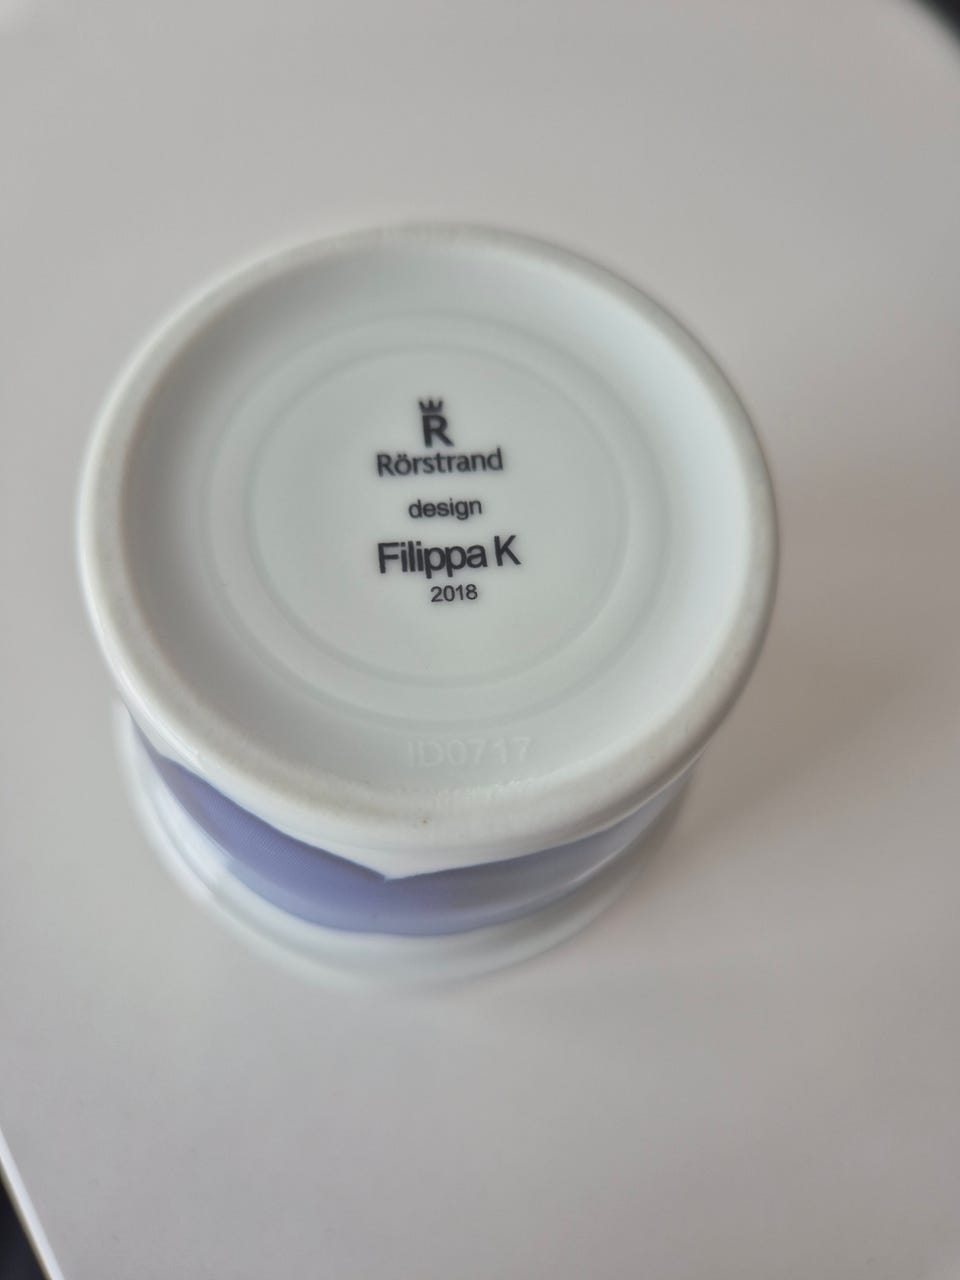 R
Rörstrand
design
Filippa K
2018
ID0717